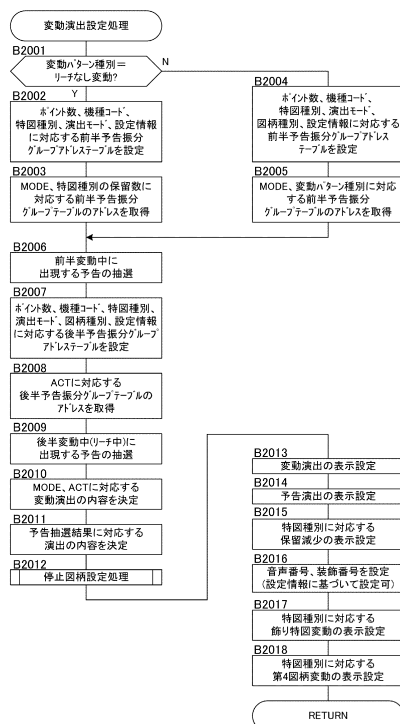 変動演出設定処理
B2001
変動パターン種別＝
リーチなし変動?
N
Y
B2002
ポイント数、機種コード、
特図種別、演出モード、設定情報
に対応する前半予告振分
グループアドレステーブルを設定
B2003
MODE、特図種別の保留数に
対応する前半予告振分
グループテーブルのアドレスを取得
B2004
ポイント数、機種コード、
特図種別、演出モード、
図柄種別、設定情報に対応する
前半予告振分グループアドレス
テーブルを設定
B2005
MODE、変動パターン種別に対応
する前半予告振分
グループテーブルのアドレスを取得
B2006
前半変動中に
出現する予告の抽選
B2007
ポイント数、機種コード、特図種別、
演出モード、図柄種別、設定情報
に対応する後半予告振分グループ
アドレステーブルを設定
B2008
ACTに対応する
後半予告振分グループテーブルの
アドレスを取得
B2009
後半変動中(リーチ中)に
出現する予告の抽選
B2010
MODE、ACTに対応する
変動演出の内容を決定
B2011
予告抽選結果に対応する
演出の内容を決定
B2012
停止図柄設定処理
B2013
変動演出の表示設定
B2014
予告演出の表示設定
B2015
特図種別に対応する
保留減少の表示設定
B2016
音声番号、装飾番号を設定
(設定情報に基づいて設定可)
B2017
特図種別に対応する
飾り特図変動の表示設定
B2018
特図種別に対応する
第4図柄変動の表示設定
RETURN